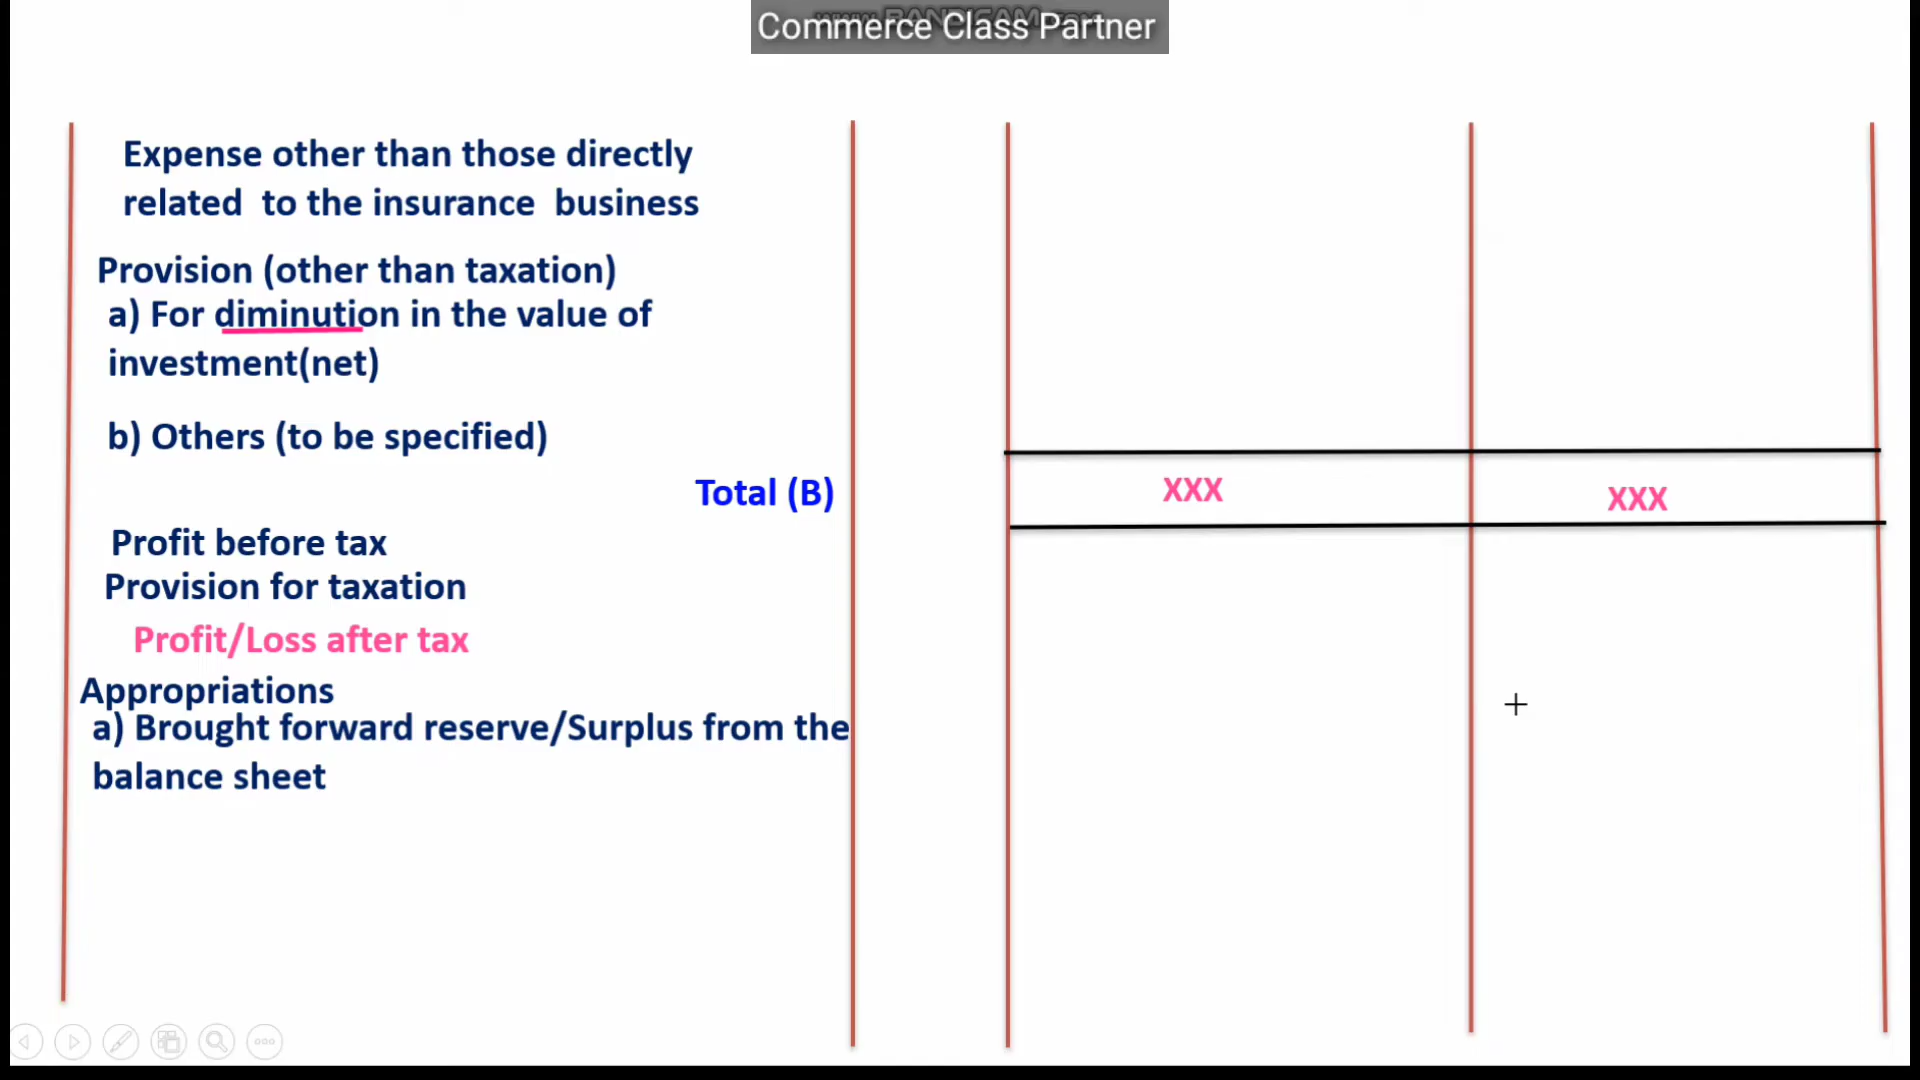 Commerce Class Partner
Expense other than those directly
related to the insurance business
Provision (other than taxation)
a) For diminution in the value of
investment(net)
b) Others (to be specified)
Total (B)
XXX
XXX
Profit before tax
Provision for taxation
Profit/Loss after tax
Appropriations
a) Brought forward reserve/Surplus from the
balance sheet